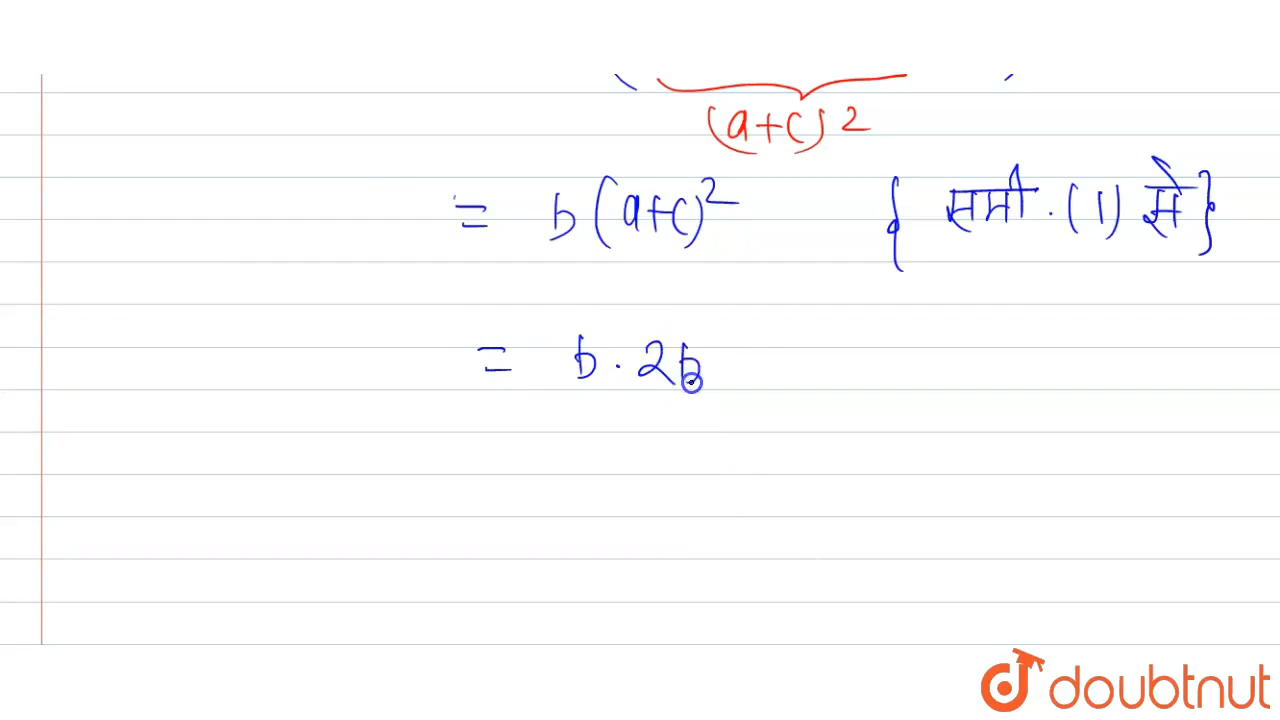 (a+c)2
= b(a+c)² { समी. (1) से }
= b . 2b
doubtnut